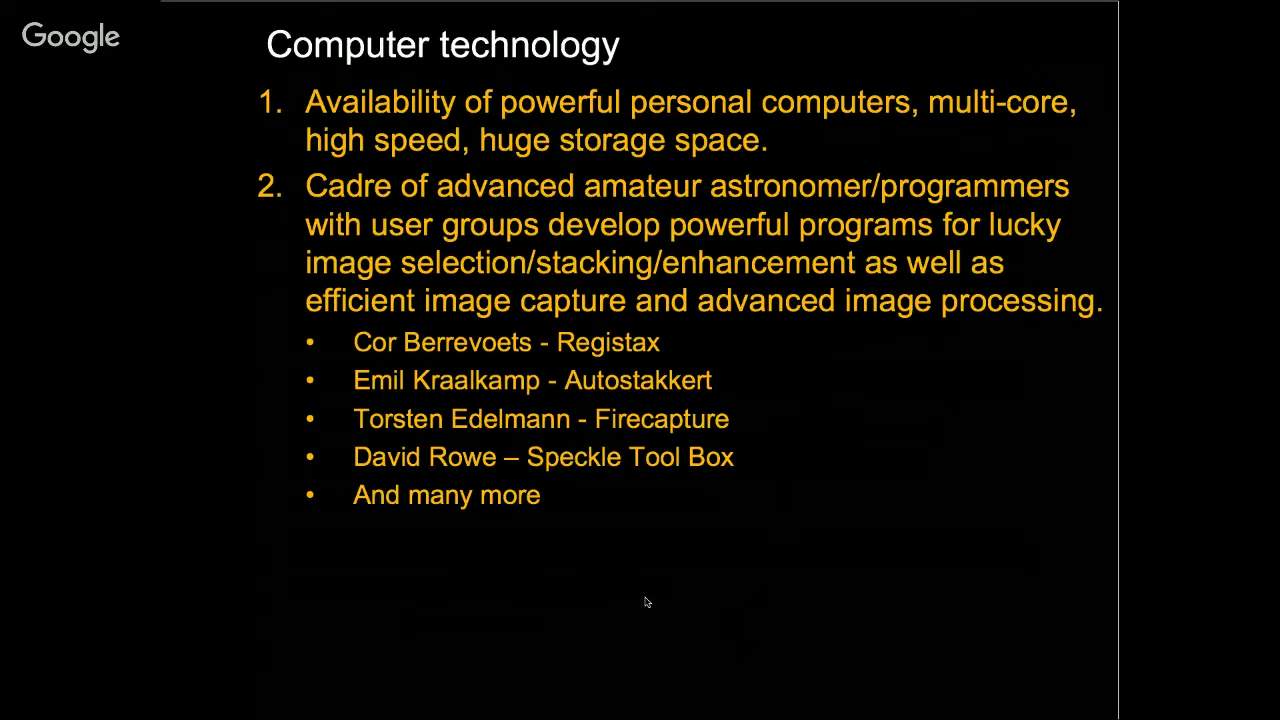 Google
Computer technology
1. Availability of powerful personal computers, multi-core,
high speed, huge storage space.
2. Cadre of advanced amateur astronomer/programmers
with user groups develop powerful programs for lucky
image selection/stacking/enhancement as well as
efficient image capture and advanced image processing.
• Cor Berrevoets - Registax
• Emil Kraalkamp - Autostakkert
• Torsten Edelmann - Firecapture
• David Rowe – Speckle Tool Box
• And many more